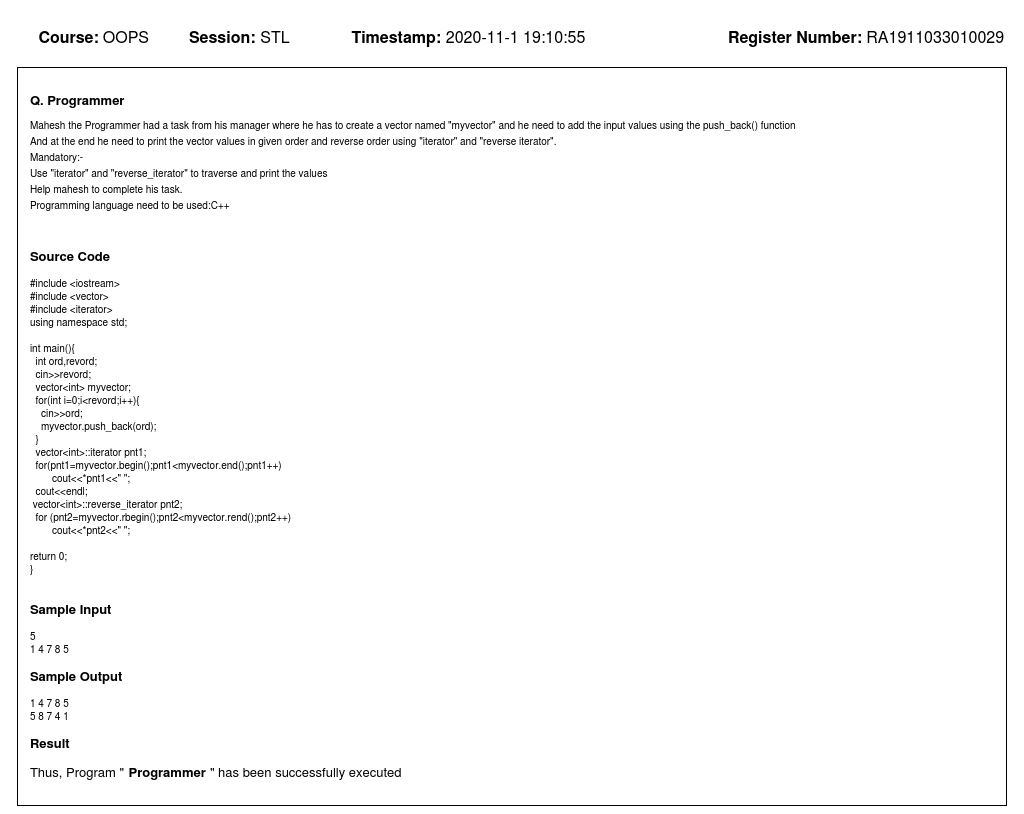 Course: OOPS Session: STL Timestamp: 2020-11-1 19:10:55 Register Number: RA1911033010029
Q. Programmer
Mahesh the Programmer had a task from his manager where he has to create a vector named "myvector" and he need to add the input values using the push_back() function
And at the end he need to print the vector values in given order and reverse order using "iterator" and "reverse iterator".
Mandatory:-
Use "iterator" and "reverse_iterator" to traverse and print the values
Help mahesh to complete his task.
Programming language need to be used:C++
Source Code
#include <iostream>
#include <vector>
#include <iterator>
using namespace std;
int main(){
  int ord,revord;
  cin>>revord;
  vector<int> myvector;
  for(int i=0;i<revord;i++){
    cin>>ord;
    myvector.push_back(ord);
  }
  vector<int>::iterator pnt1;
  for(pnt1=myvector.begin();pnt1<myvector.end();pnt1++)
        cout<<*pnt1<<" ";
  cout<<endl;
 vector<int>::reverse_iterator pnt2;
  for (pnt2=myvector.rbegin();pnt2<myvector.rend();pnt2++)
        cout<<*pnt2<<" ";
return 0;
}
Sample Input
5
1 4 7 8 5
Sample Output
1 4 7 8 5
5 8 7 4 1
Result
Thus, Program " Programmer " has been successfully executed